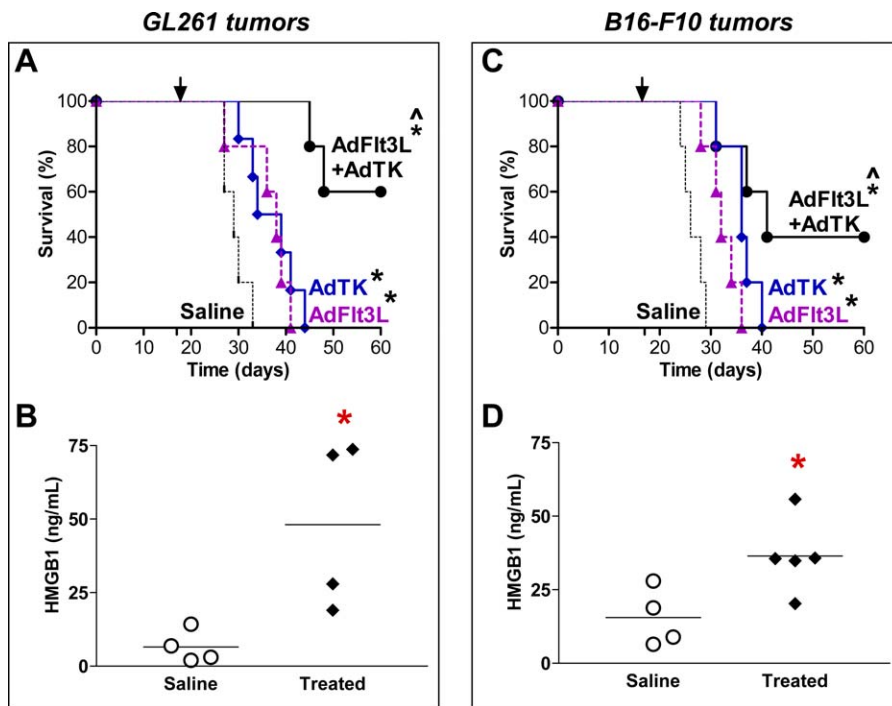 GL261 tumors
B16-F10 tumors
A
Survival (%)
100
80
60
40
20
0
AdFlt3L ^ *
+AdTK
AdTK *
AdFlt3L *
Saline
0 10 20 30 40 50 60
Time (days)
B
HMGB1 (ng/mL)
75
50
25
0
*
Saline Treated
C
Survival (%)
100
80
60
40
20
0
AdFlt3L ^ *
+AdTK
AdTK *
AdFlt3L *
Saline
0 10 20 30 40 50 60
Time (days)
D
HMGB1 (ng/mL)
75
50
25
0
*
Saline Treated